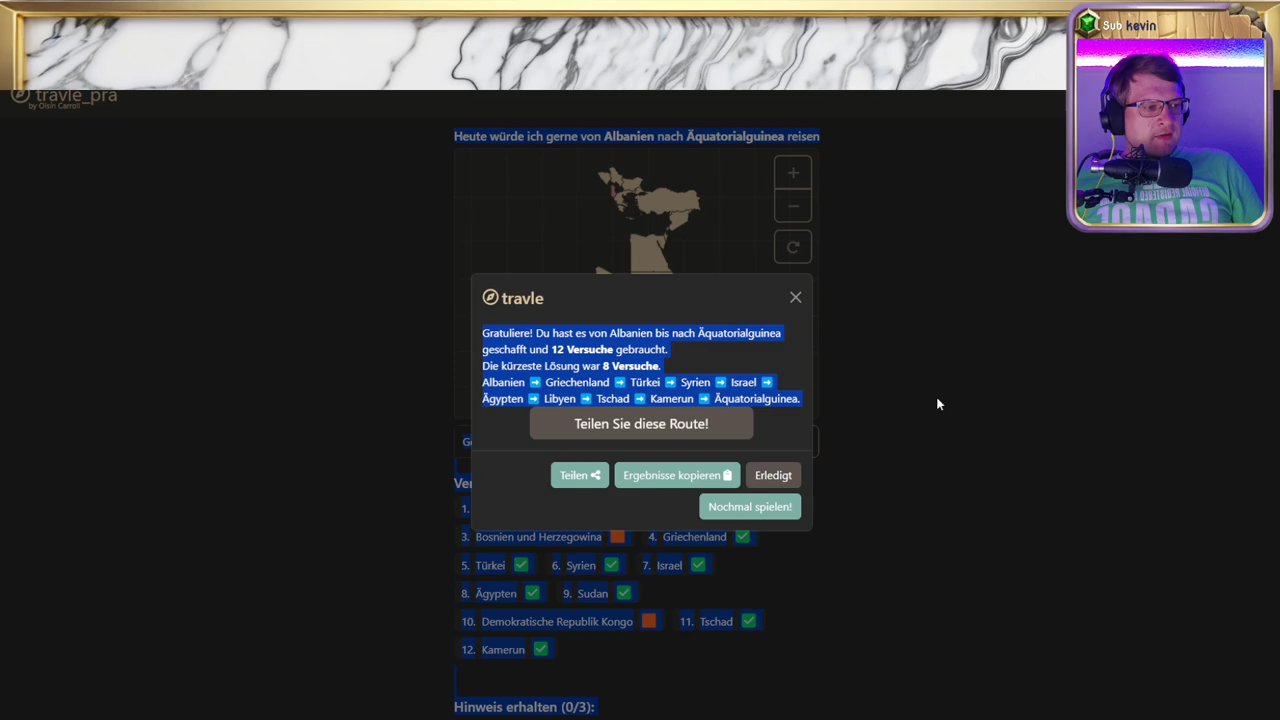 Sub kevin
travle_pra
by Oisín Carroll
Heute würde ich gerne von Albanien nach Äquatorialguinea reisen
travle
Gratuliere! Du hast es von Albanien bis nach Äquatorialguinea
geschafft und 12 Versuche gebraucht.
Die kürzeste Lösung war 8 Versuche.
Albanien ➡ Griechenland ➡ Türkei ➡ Syrien ➡ Israel ➡
Ägypten ➡ Libyen ➡ Tschad ➡ Kamerun ➡ Äquatorialguinea.
Teilen Sie diese Route!
Teilen
Ergebnisse kopieren
Erledigt
Nochmal spielen!
1.
3. Bosnien und Herzegowina 4. Griechenland
5. Türkei 6. Syrien 7. Israel
8. Ägypten 9. Sudan
10. Demokratische Republik Kongo 11. Tschad
12. Kamerun
Hinweis erhalten (0/3):